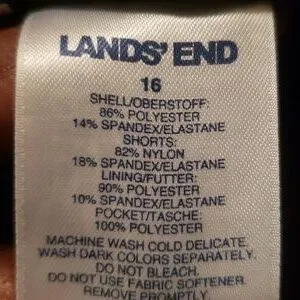 LANDS' END
16
SHELL/OBERSTOFF:
86% POLYESTER
14% SPANDEX/ELASTANE
SHORTS:
82% NYLON
18% SPANDEX/ELASTANE
LINING/FUTTER:
90% POLYESTER
10% SPANDEX/ELASTANE
POCKET/TASCHE:
100% POLYESTER
MACHINE WASH COLD DELICATE,
WASH DARK COLORS SEPARATELY.
DO NOT BLEACH.
DO NOT USE FABRIC SOFTENER
REMOVE PROMPTLY